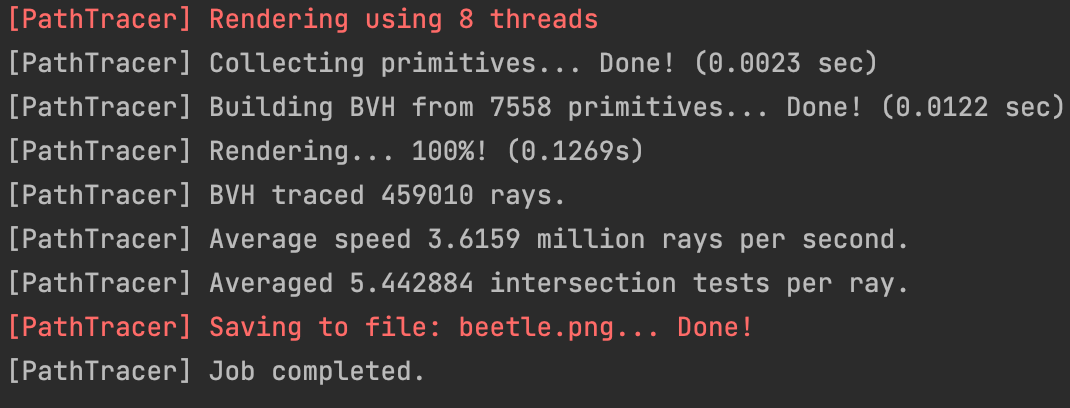 [PathTracer] Rendering using 8 threads
[PathTracer] Collecting primitives... Done! (0.0023 sec)
[PathTracer] Building BVH from 7558 primitives... Done! (0.0122 sec)
[PathTracer] Rendering... 100%! (0.1269s)
[PathTracer] BVH traced 459010 rays.
[PathTracer] Average speed 3.6159 million rays per second.
[PathTracer] Averaged 5.442884 intersection tests per ray.
[PathTracer] Saving to file: beetle.png... Done!
[PathTracer] Job completed.